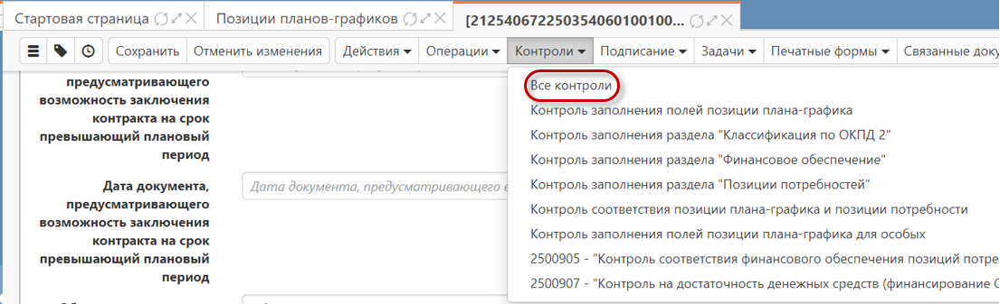 Стартовая страница
Позиции планов-графиков
[212540672250354060100100...
Сохранить
Отменить изменения
Действия
Операции
Контроли
Подписание
Задачи
Печатные формы
Связанные доку
предусматривающего
возможность заключения
контракта на срок
превышающий плановый
период
Дата документа,
предусматривающего
возможность заключения
контракта на срок
превышающий плановый
период
Дата документа, предусматривающего в
Все контроли
Контроль заполнения полей позиции плана-графика
Контроль заполнения раздела "Классификация по ОКПД 2"
Контроль заполнения раздела "Финансовое обеспечение"
Контроль заполнения раздела "Позиции потребностей"
Контроль соответствия позиции плана-графика и позиции потребности
Контроль заполнения полей позиции плана-графика для особых
2500905 - "Контроль соответствия финансового обеспечения позиций потре
2500907 - "Контроль на достаточность денежных средств (финансирование